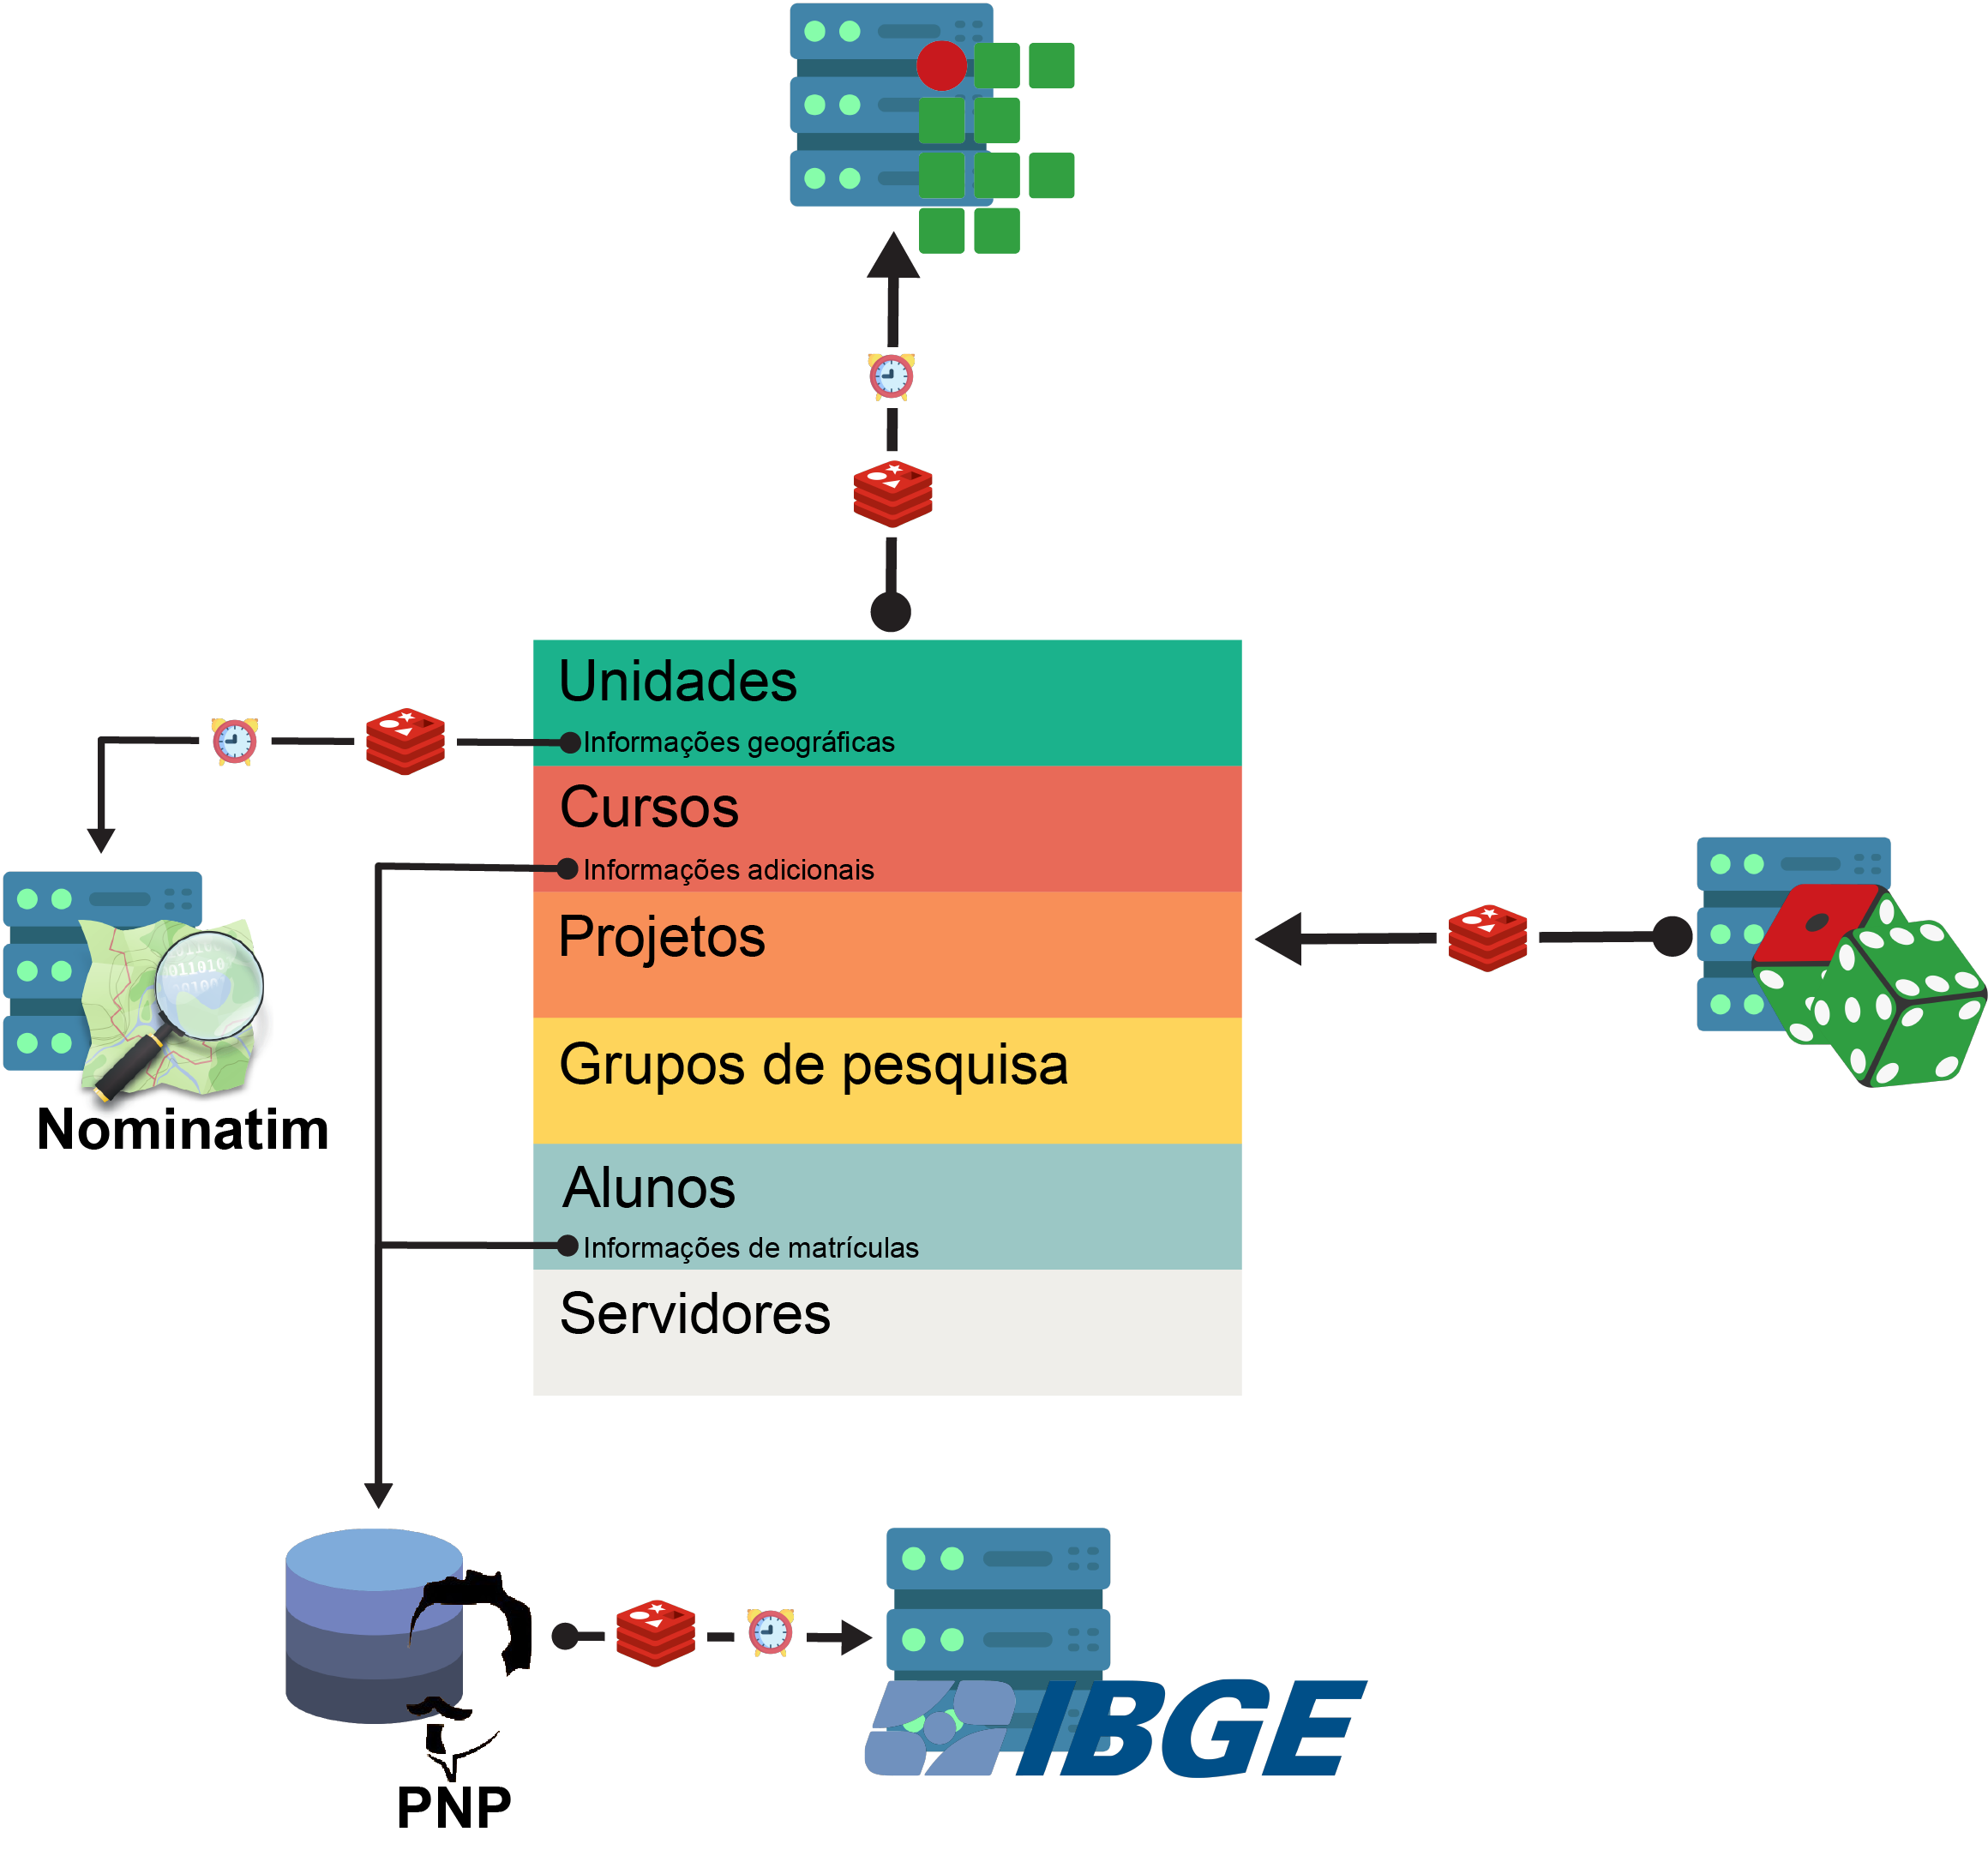 Unidades
Informações geográficas
Cursos
Informações adicionais
Projetos
Grupos de pesquisa
Alunos
Informações de matrículas
Servidores
Nominatim
PNP
IBGE